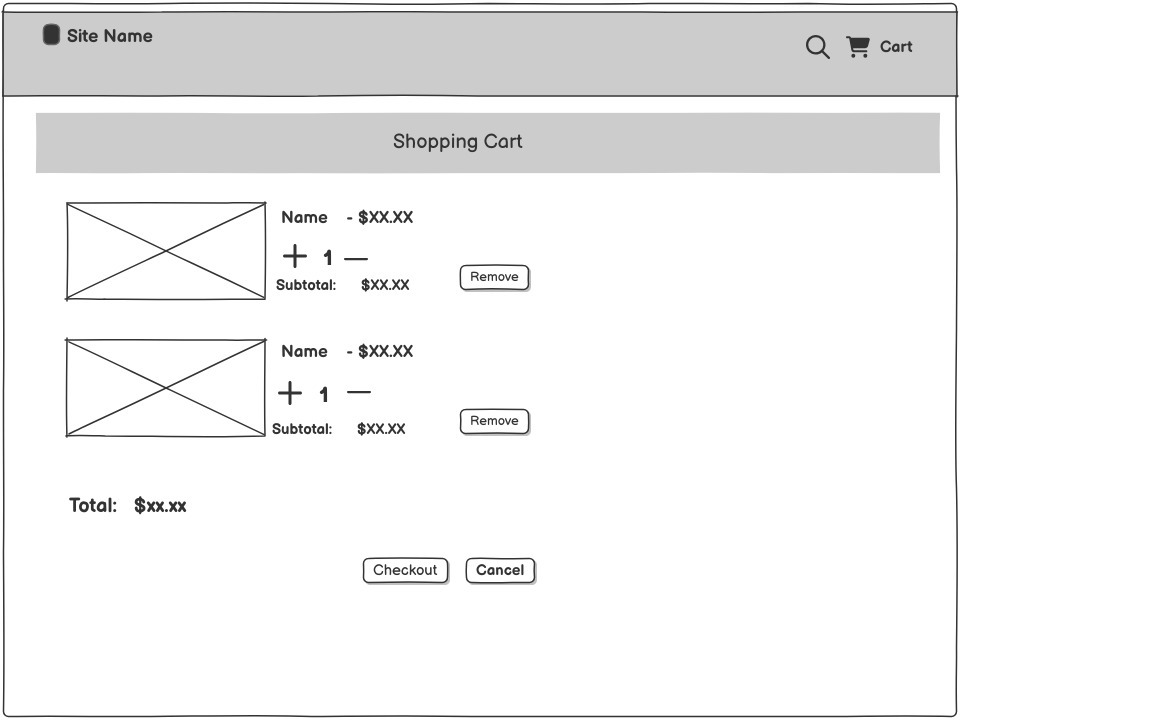 Site Name
Cart
Shopping Cart
Name - $XX.XX
1
Subtotal: $XX.XX
Remove
Name - $XX.XX
1
Subtotal: $XX.XX
Remove
Total: $xx.xx
Checkout Cancel